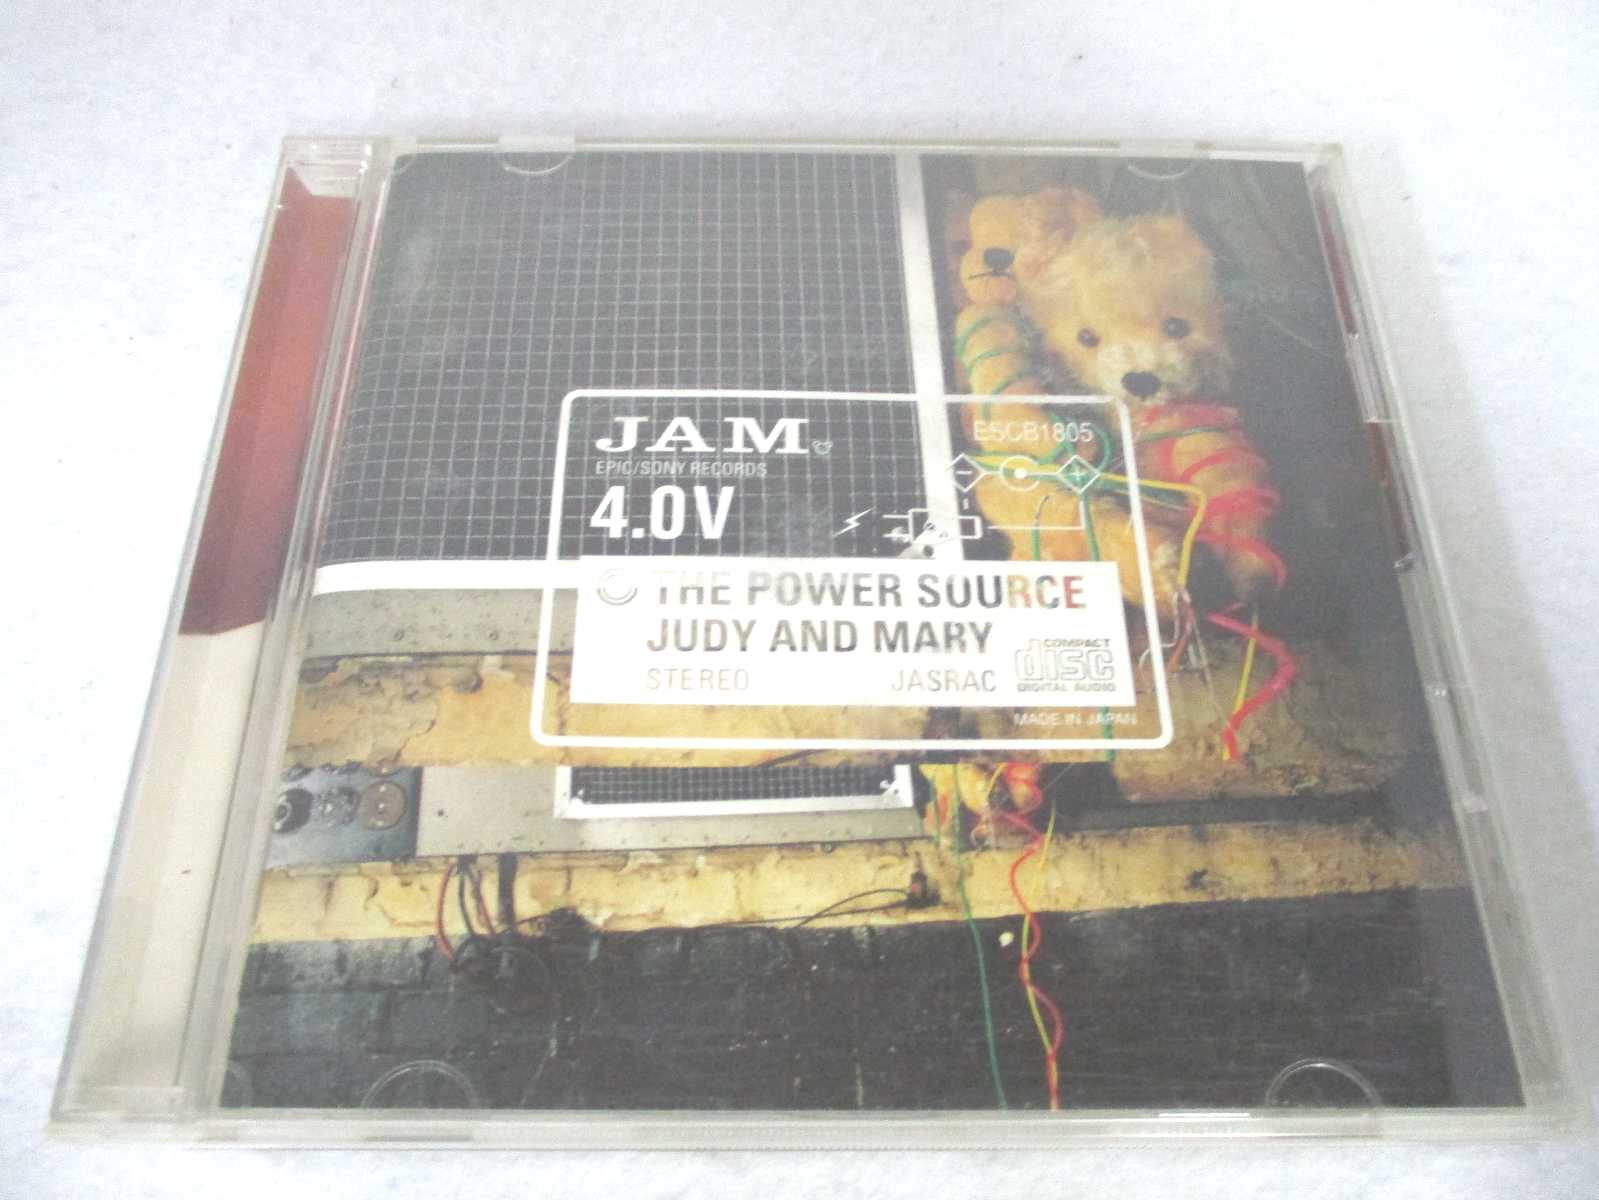 JAM
ESCB1805
EPIC/SONY RECORDS
4.0V
- +
THE POWER SOURCE
JUDY AND MARY
STEREO JASRAC
COMPACT
disc
DIGITAL AUDIO
MADE IN JAPAN